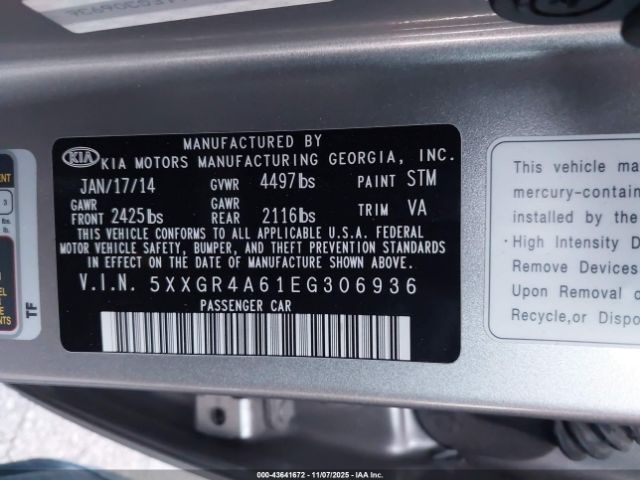 MANUFACTURED BY
KIA KIA MOTORS MANUFACTURING GEORGIA, INC.
JAN/17/14 GVWR 4497lbs PAINT STM
GAWR FRONT 2425lbs GAWR REAR 2116lbs TRIM VA
THIS VEHICLE CONFORMS TO ALL APPLICABLE U.S.A. FEDERAL
MOTOR VEHICLE SAFETY, BUMPER, AND THEFT PREVENTION STANDARDS
IN EFFECT ON THE DATE OF MANUFACTURE SHOWN ABOVE.
V.I.N. 5XXGR4A61EG306936
PASSENGER CAR
This vehicle
mercury-contain
installed by the
· High Intensity D
Remove Devices
Upon Removal
Recycle,or Dispo
3
TF
000-43641672 11/07/2025 - IAA Inc.